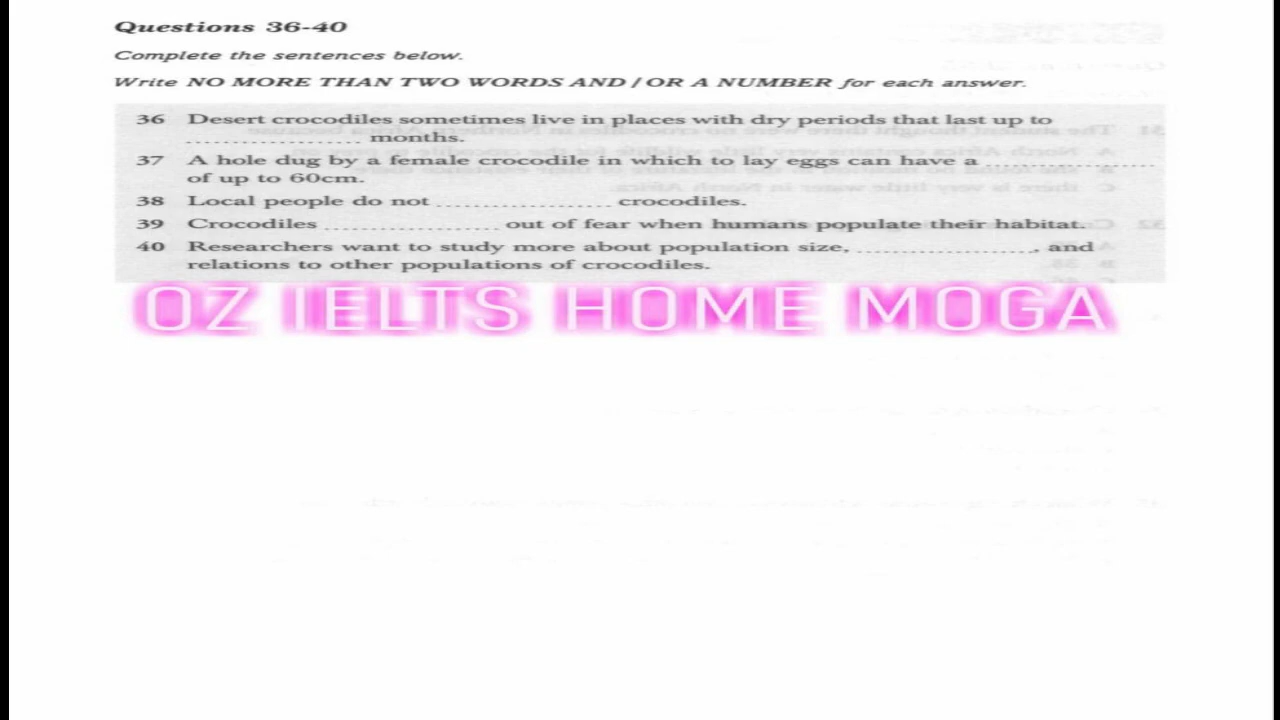 Questions 36-40
Complete the sentences below.
Write NO MORE THAN TWO WORDS AND / OR A NUMBER for each answer.
36 Desert crocodiles sometimes live in places with dry periods that last up to
.................... months.
37 A hole dug by a female crocodile in which to lay eggs can have a ....................
of up to 60cm.
38 Local people do not .................... crocodiles.
39 Crocodiles .................... out of fear when humans populate their habitat.
40 Researchers want to study more about population size, ...................., and
relations to other populations of crocodiles.
OZ IELTS HOME MOGA